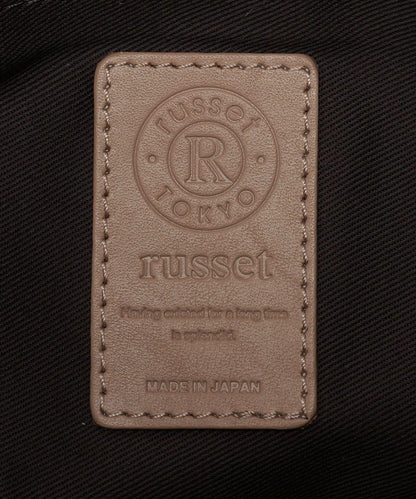 russet
R
TOKYO
russet
Having existed for a long time
is splendid.
MADE IN JAPAN